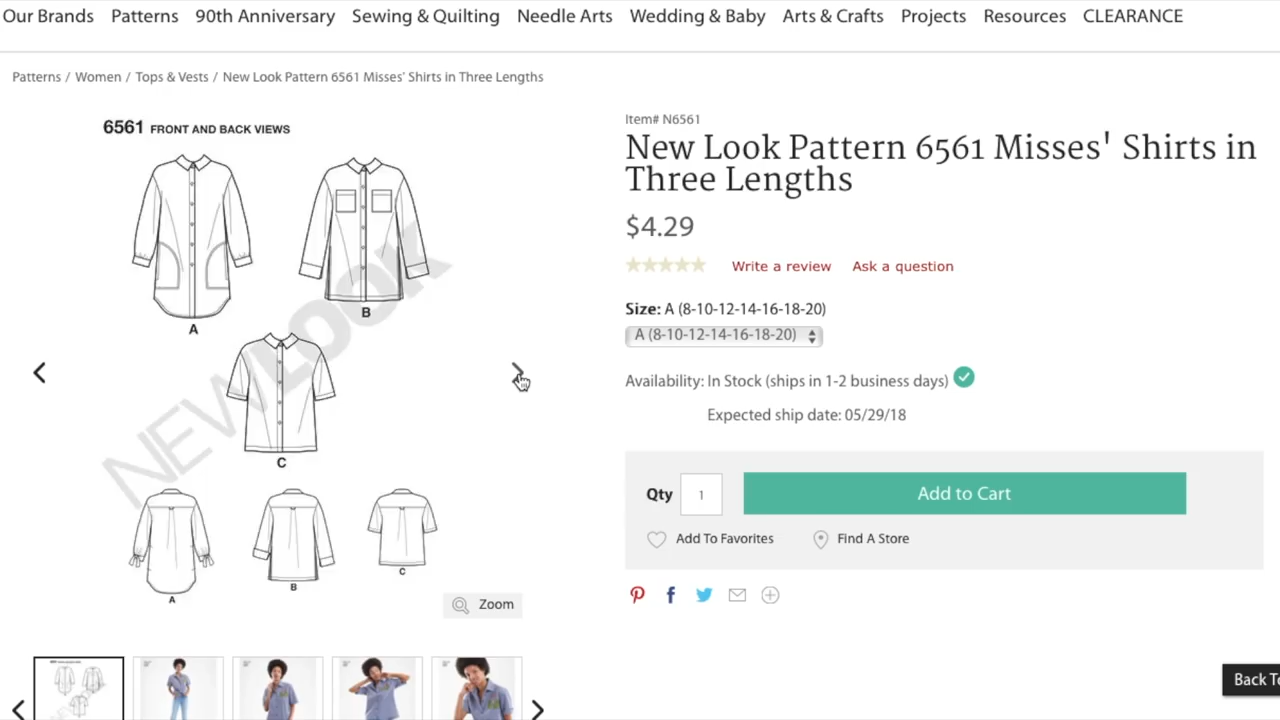 Our Brands Patterns 90th Anniversary Sewing & Quilting Needle Arts Wedding & Baby Arts & Crafts Projects Resources CLEARANCE
Patterns / Women / Tops & Vests / New Look Pattern 6561 Misses' Shirts in Three Lengths
6561 FRONT AND BACK VIEWS
A
B
C
A
B
C
NEW LOOK
Zoom
Item# N6561
New Look Pattern 6561 Misses' Shirts in
Three Lengths
$4.29
Write a review Ask a question
Size: A (8-10-12-14-16-18-20)
A (8-10-12-14-16-18-20)
Availability: In Stock (ships in 1-2 business days)
Expected ship date: 05/29/18
Qty 1 Add to Cart
Add To Favorites Find A Store
Back To